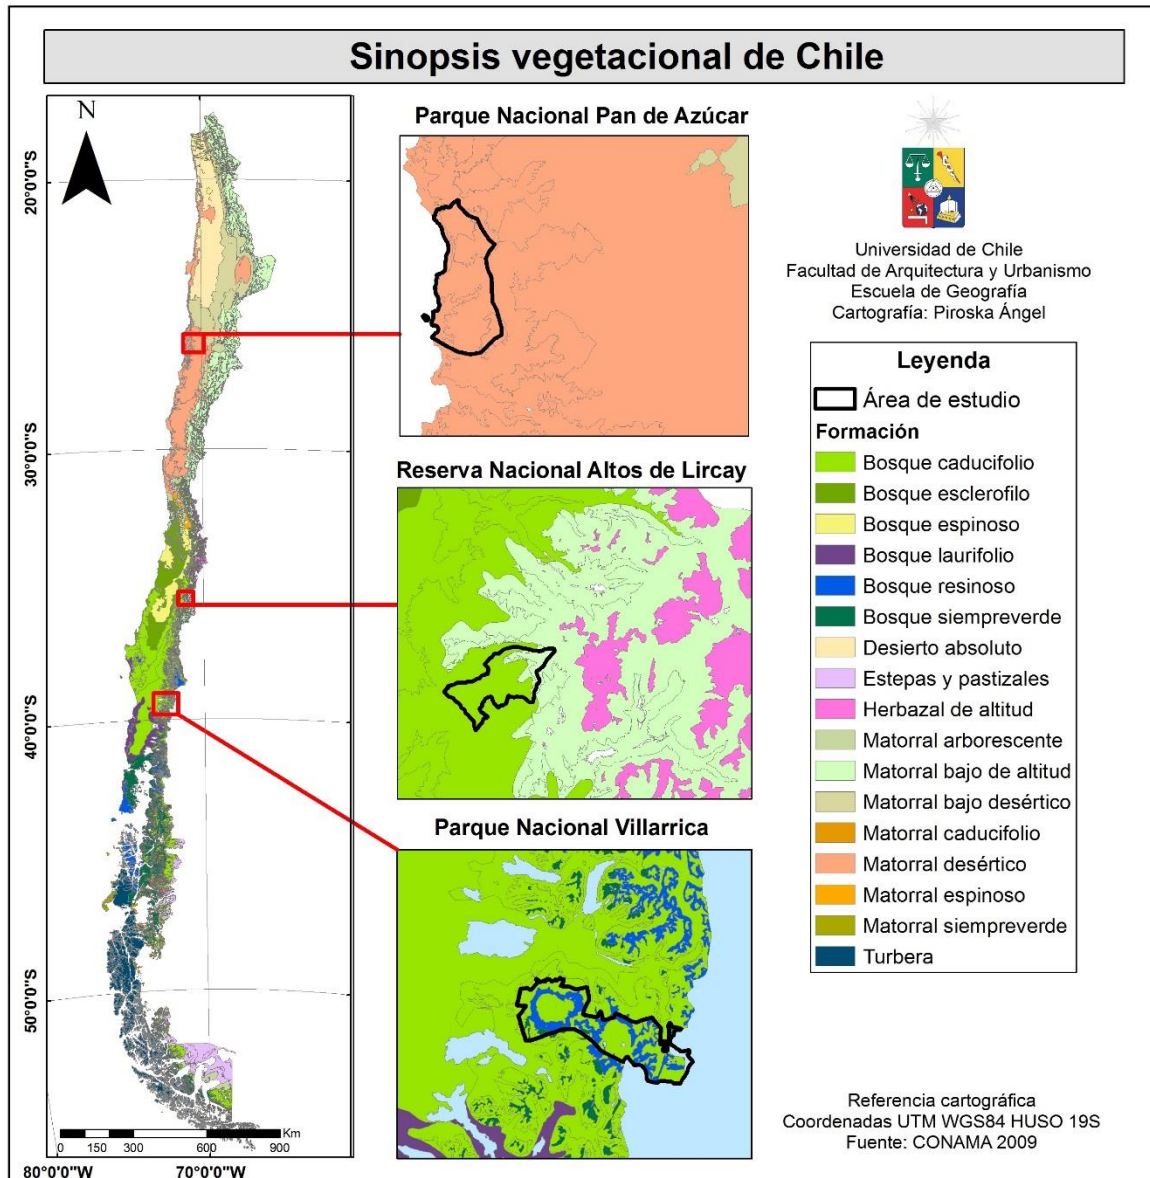 Sinopsis vegetacional de Chile
N
20°0'0"S
30°0'0"S
40°0'0"S
50°0'0"S
Km
0 150 300 600 900
80°0'0"W 70°0'0"W
Parque Nacional Pan de Azúcar
Reserva Nacional Altos de Lircay
Parque Nacional Villarrica
Universidad de Chile
Facultad de Arquitectura y Urbanismo
Escuela de Geografía
Cartografía: Piroska Ángel
Leyenda
Área de estudio
Formación
Bosque caducifolio
Bosque esclerofilo
Bosque espinoso
Bosque laurifolio
Bosque resinoso
Bosque siempreverde
Desierto absoluto
Estepas y pastizales
Herbazal de altitud
Matorral arborescente
Matorral bajo de altitud
Matorral bajo desértico
Matorral caducifolio
Matorral desértico
Matorral espinoso
Matorral siempreverde
Turbera
Referencia cartográfica
Coordenadas UTM WGS84 HUSO 19S
Fuente: CONAMA 2009